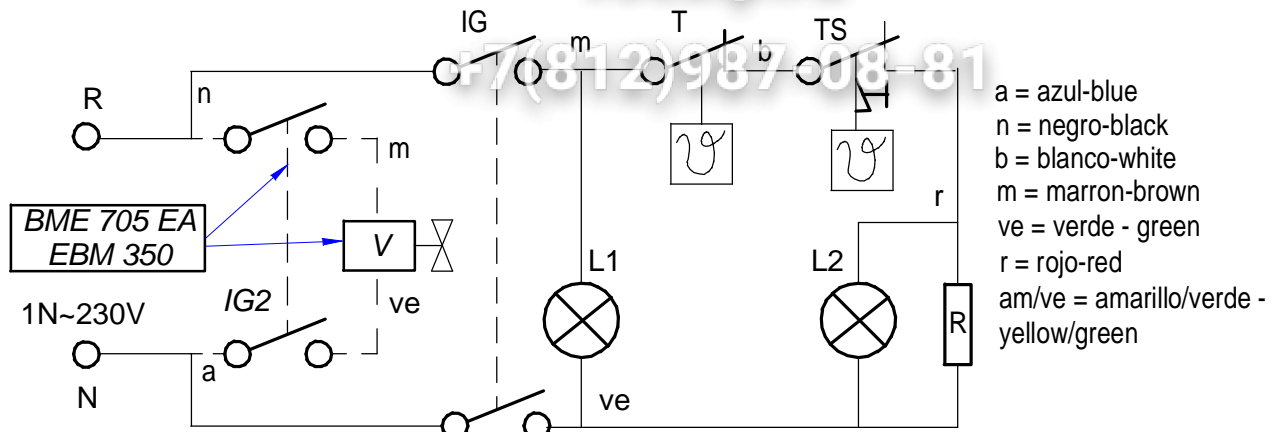 IG
m
T
b
TS
+7(812)987-08-81
R
n
m
BME 705 EA
EBM 350
V
IG2
ve
1N~230V
a
N
L1
L2
r
R
ve
a = azul-blue
n = negro-black
b = blanco-white
m = marron-brown
ve = verde - green
r = rojo-red
am/ve = amarillo/verde -
yellow/green